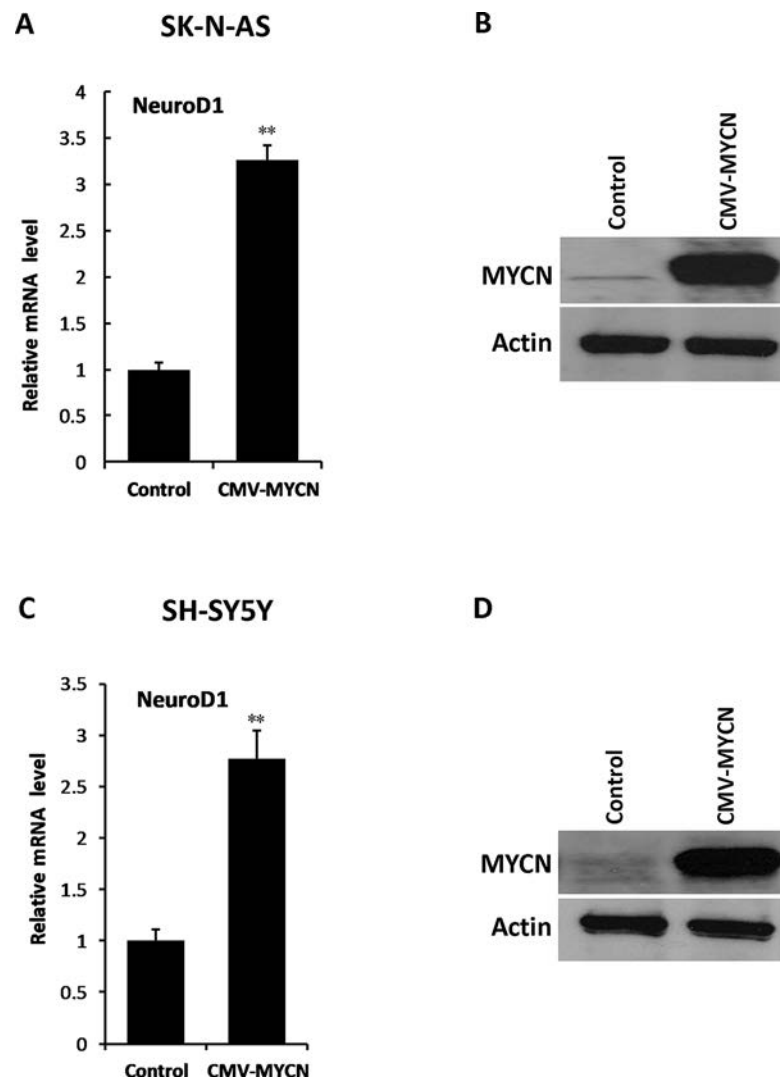 A
SK-N-AS
NeuroD1
**
Relative mRNA level
4
3.5
3
2.5
2
1.5
1
0.5
0
Control CMV-MYCN
B
Control
CMV-MYCN
MYCN
Actin
C
SH-SY5Y
NeuroD1
**
Relative mRNA level
3.5
3
2.5
2
1.5
1
0.5
0
Control CMV-MYCN
D
Control
CMV-MYCN
MYCN
Actin